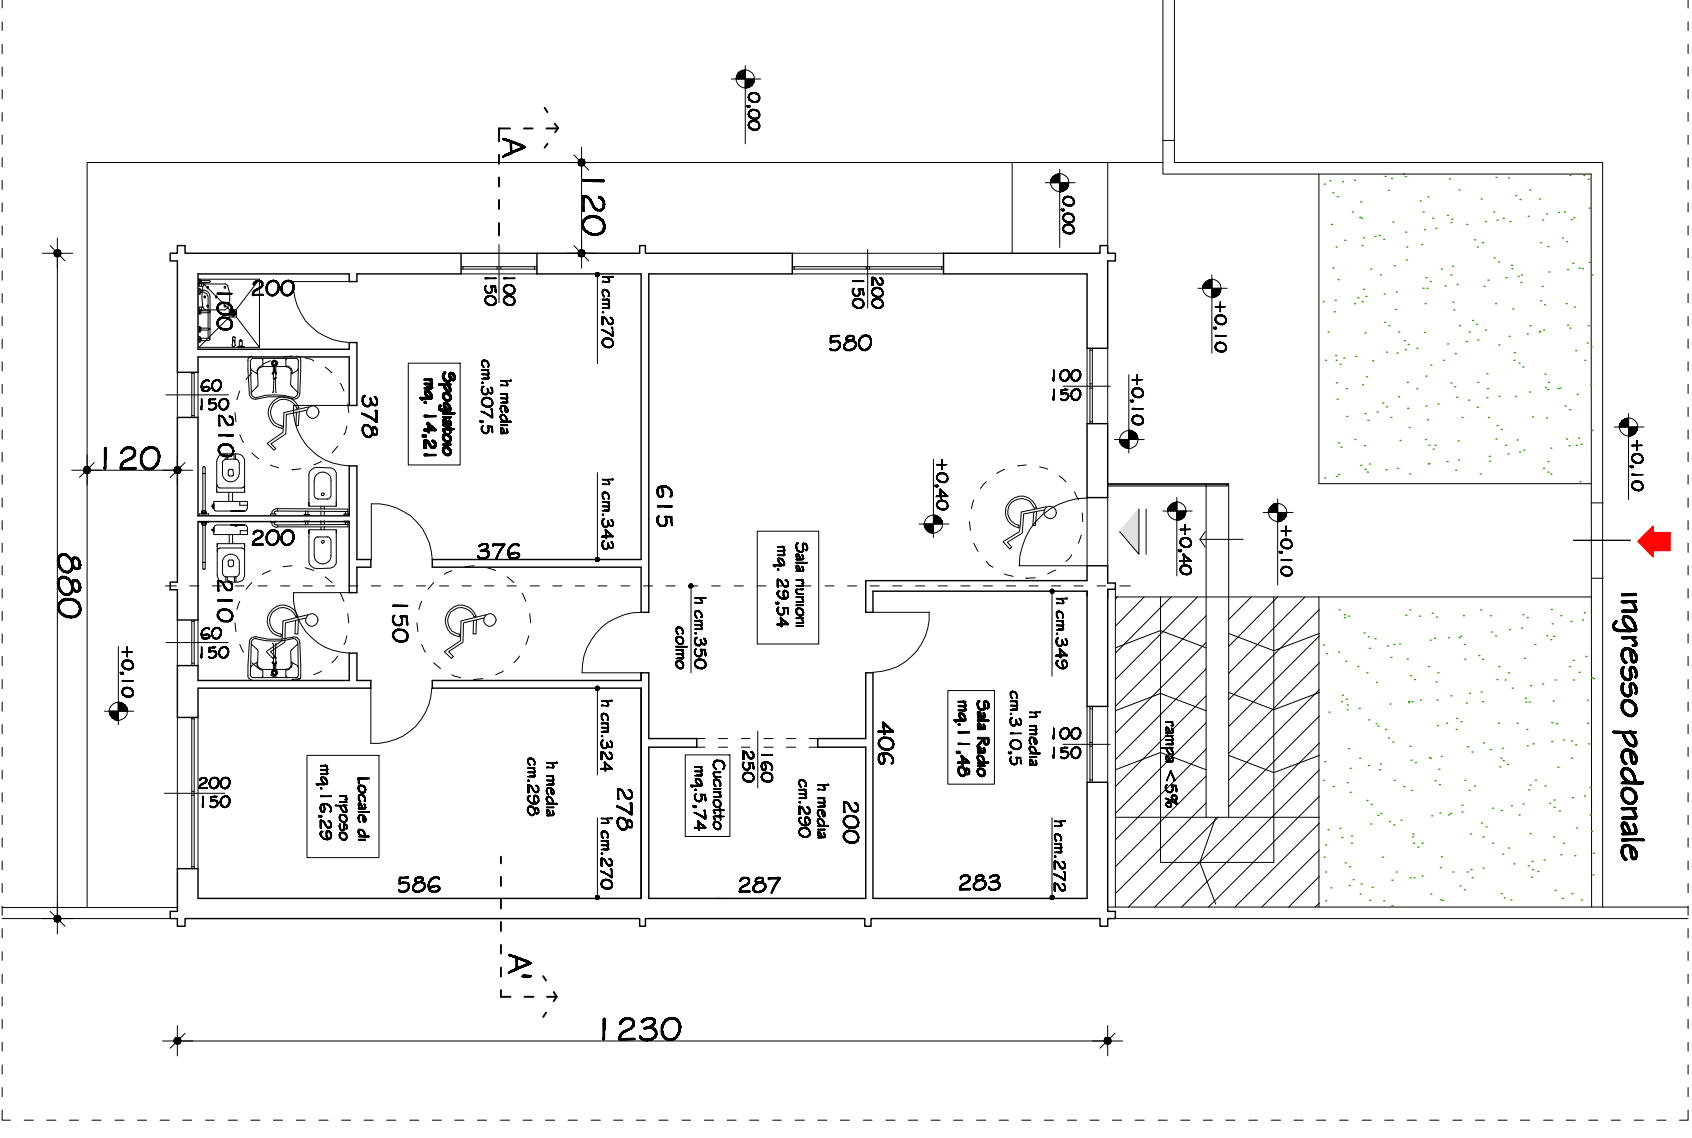 0,00
A
120
0,00
+0,10
100
150
200
150
h cm.270
200
100
580
Spogliatoio
mq. 14,21
h media
cm.307,5
100
150
+0,10
60
150
378
210
+0,10
120
h cm.343
615
+0,40
200
376
Sala riunioni
mq. 29,54
+0,40
+0,10
880
210
150
h cm.350
colmo
h cm.349
60
150
+0,10
ingresso pedonale
h cm.324
h media
cm.298
278
160
250
406
Sala Radio
mq.11,48
h media
cm.310,5
100
150
rampa <5%
200
150
Locale di
riposo
mq.16,29
Cucinotto
mq.5,74
h media
cm.290
200
h cm.270
h cm.272
586
287
283
A'
1230